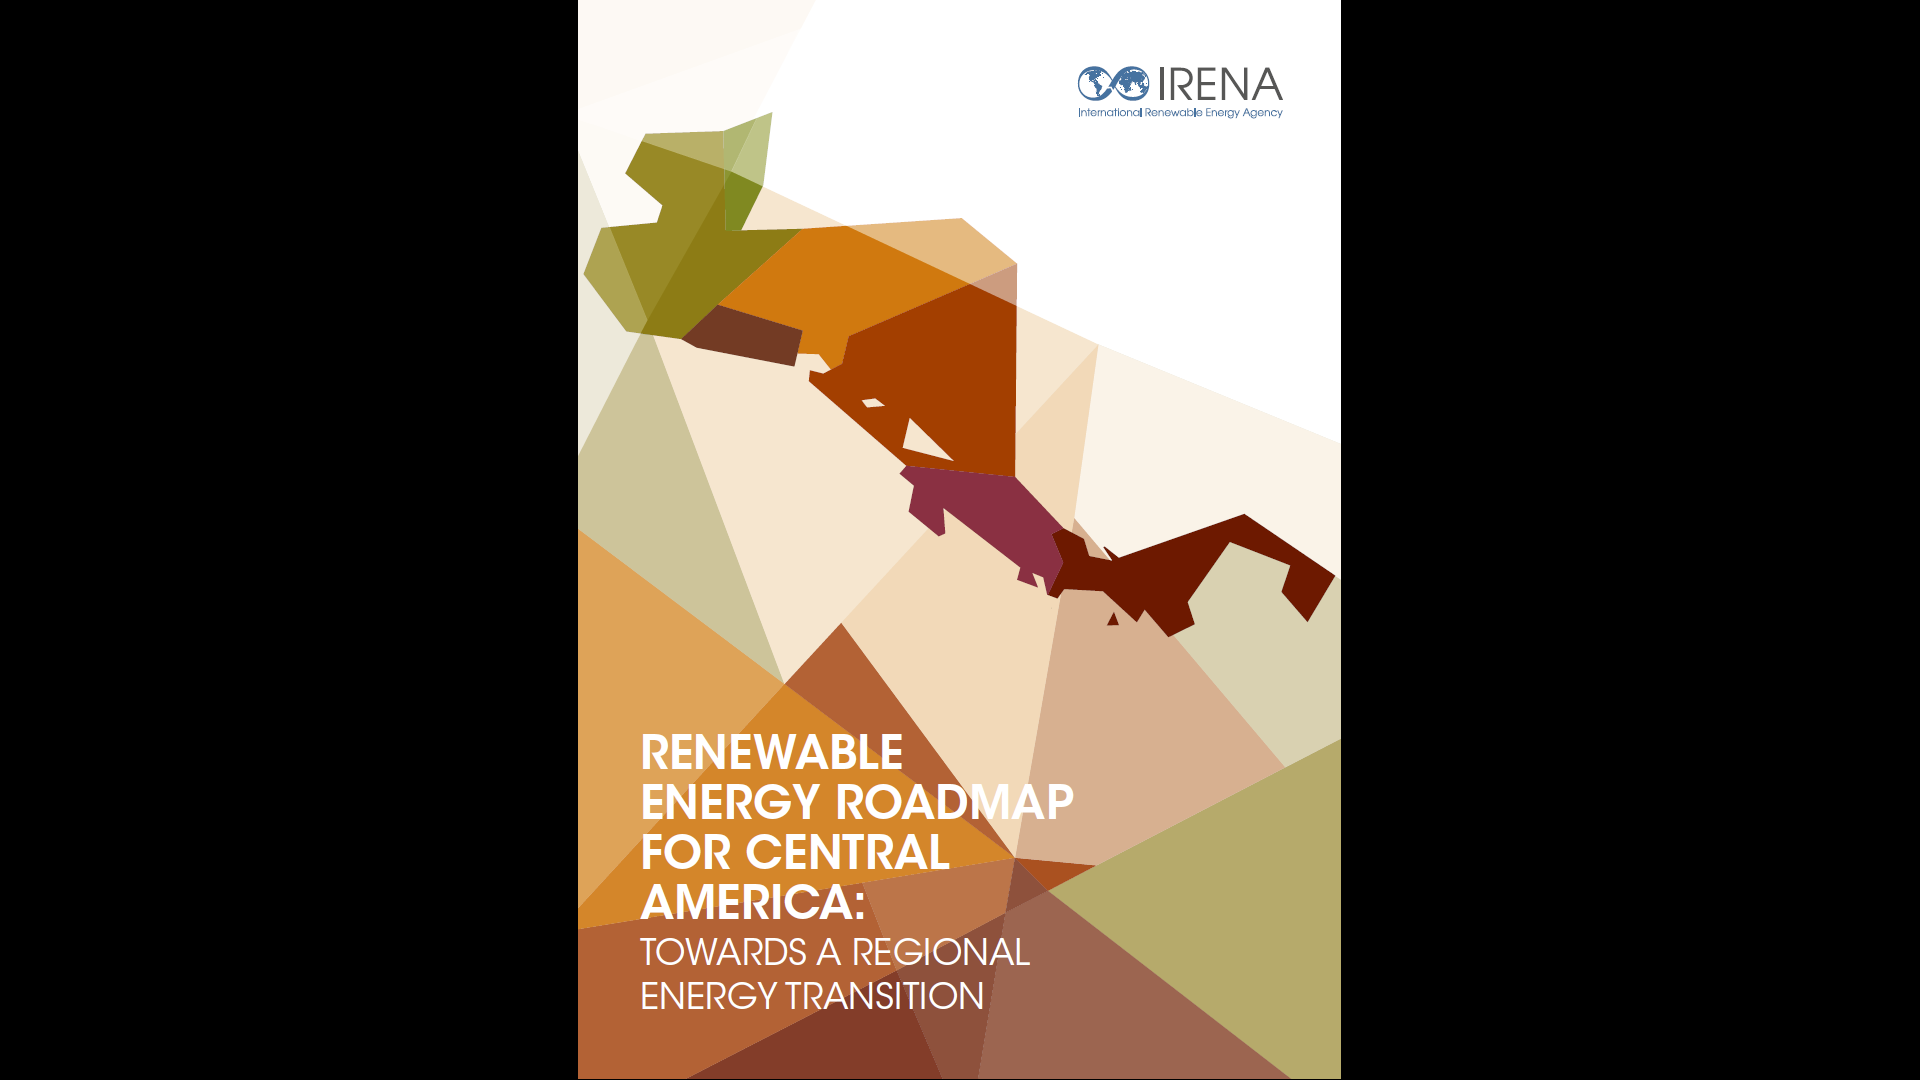 IRENA
International Renewable Energy Agency
RENEWABLE
ENERGY ROADMAP
FOR CENTRAL
AMERICA:
TOWARDS A REGIONAL
ENERGY TRANSITION